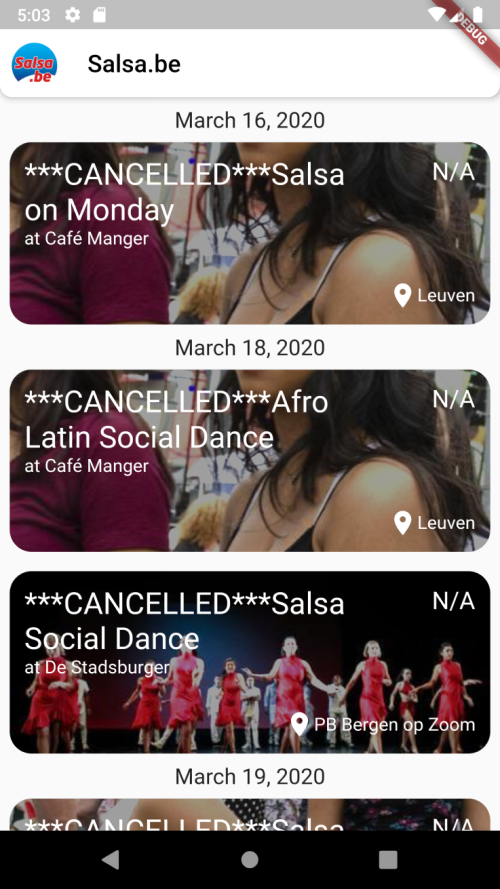 5:03
DEBUG
Salsa
.be
Salsa.be
March 16, 2020
***CANCELLED***Salsa
on Monday
N/A
at Café Manger
Leuven
March 18, 2020
***CANCELLED***Afro
Latin Social Dance
N/A
at Café Manger
Leuven
***CANCELLED***Salsa
Social Dance
N/A
at De Stadsburger
PB Bergen op Zoom
March 19, 2020
***CANCELLED***Salsa
N/A